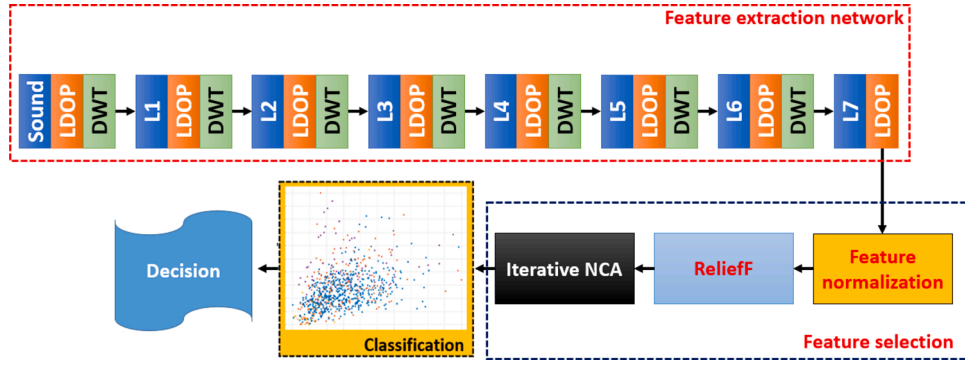 Feature extraction network
Sound
LDOP
DWT
L1
LDOP
DWT
L2
LDOP
DWT
L3
LDOP
DWT
L4
LDOP
DWT
L5
LDOP
DWT
L6
LDOP
DWT
L7
LDOP
Decision
Classification
Iterative NCA
ReliefF
Feature
normalization
Feature selection